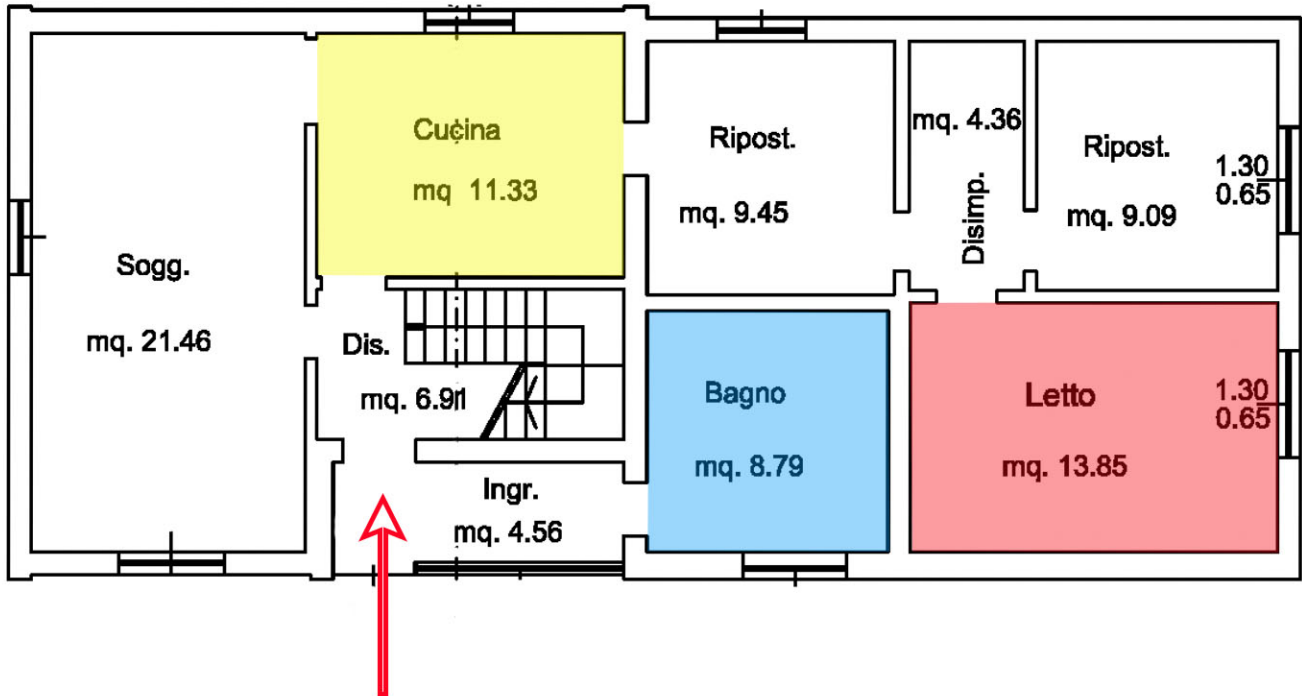 Cucina
mq 11.33
Ripost.
mq. 9.45
mq. 4.36
Disimp.
Ripost.
mq. 9.09
1.30
0.65
Sogg.
mq. 21.46
Dis.
mq. 6.91
Ingr.
mq. 4.56
Bagno
mq. 8.79
Letto
mq. 13.85
1.30
0.65